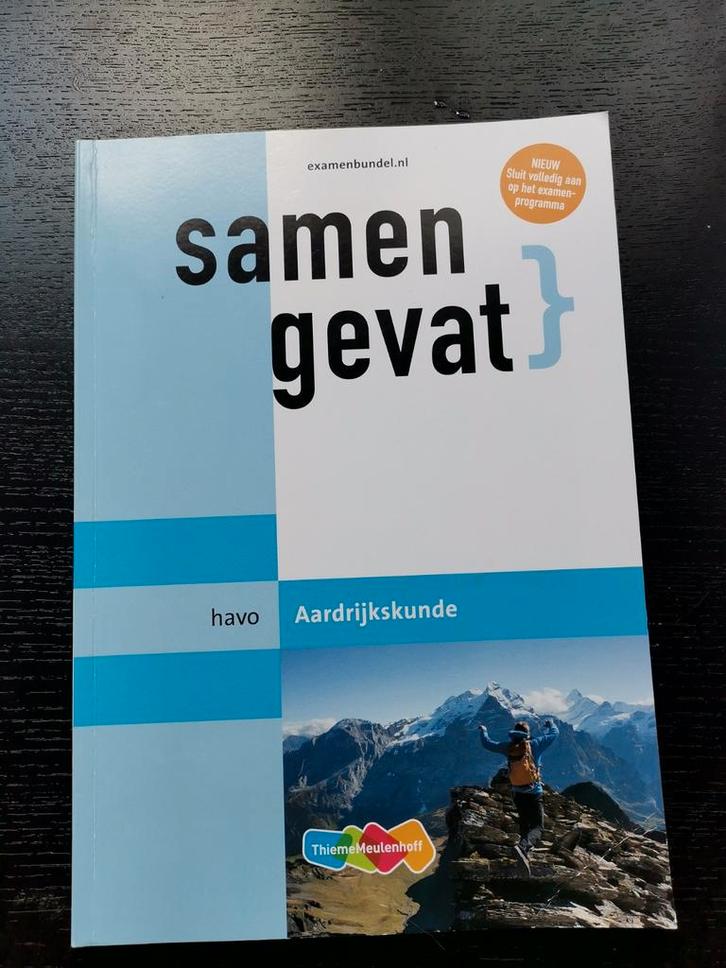 examenbundel.nl
NIEUW
Sluit volledig aan
op het examen-
programma
samen
gevat}
havo
Aardrijkskunde
ThiemeMeulenhoff